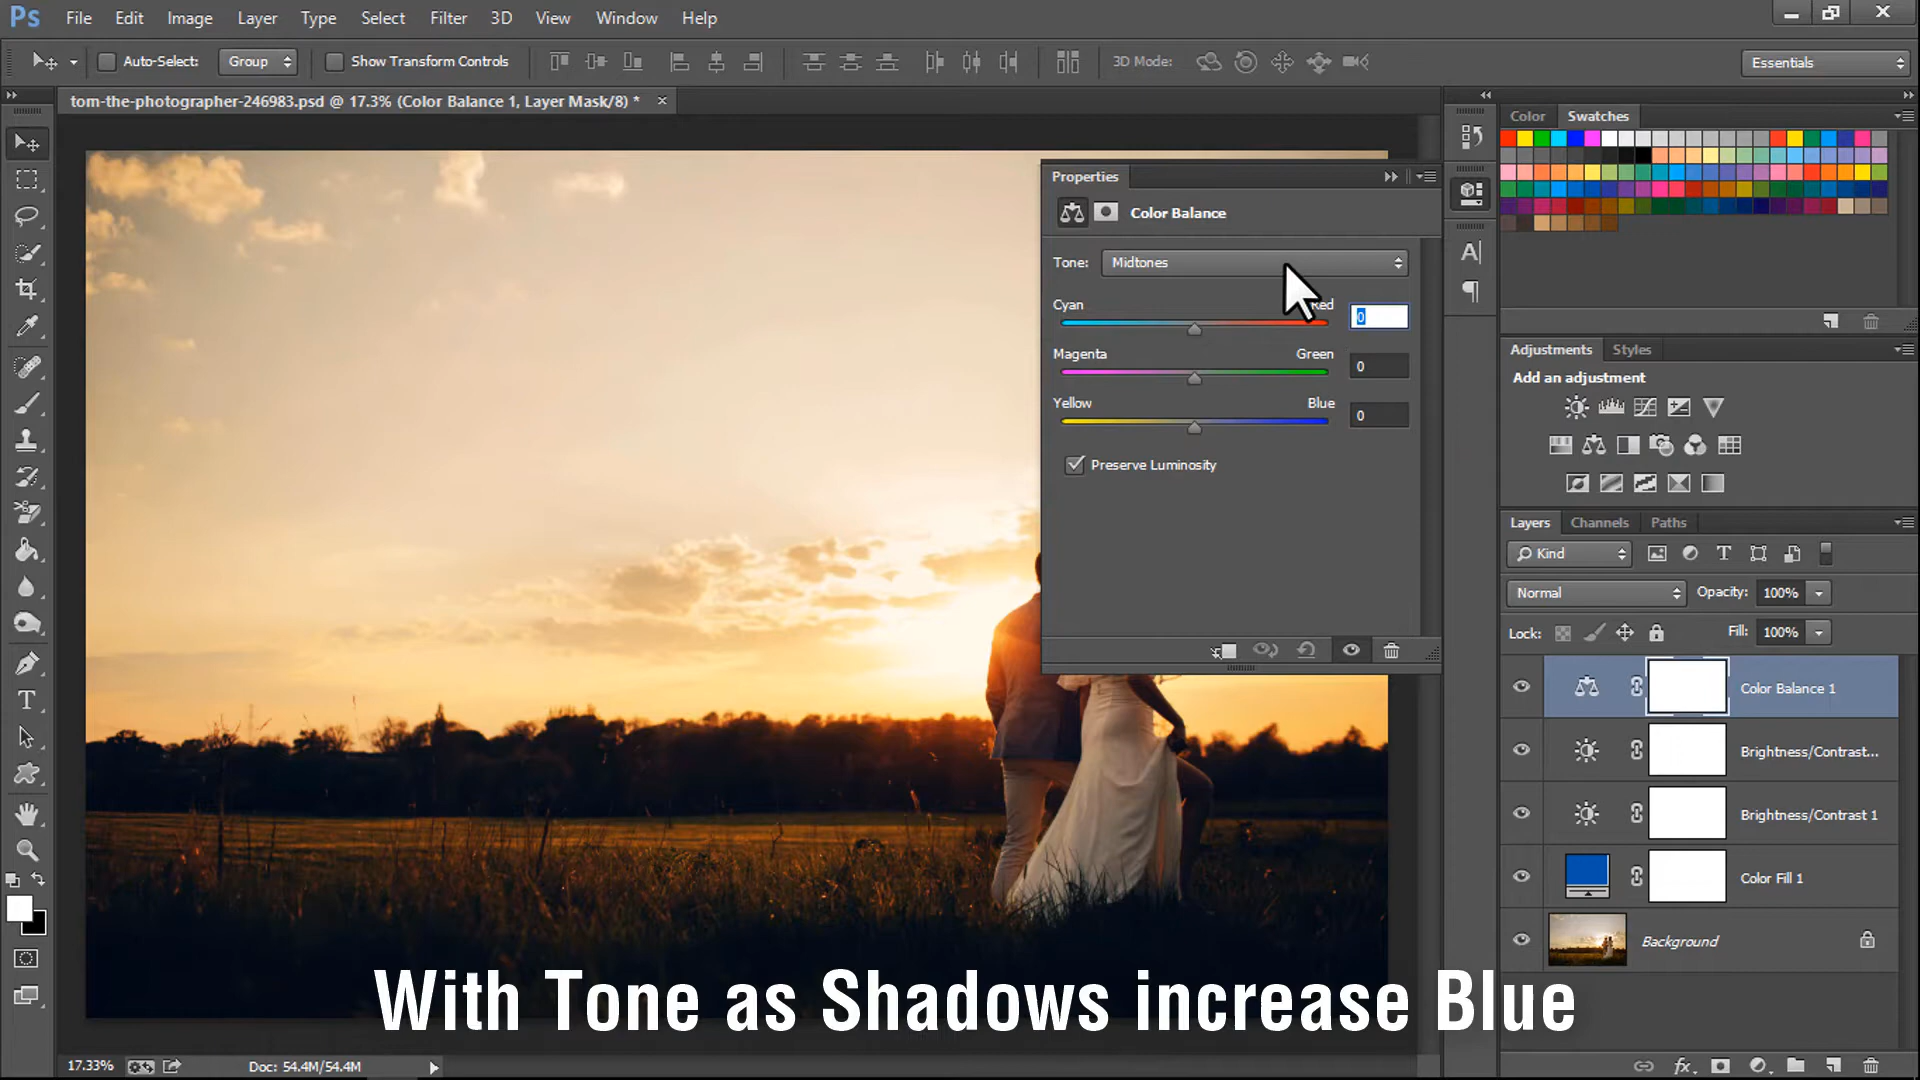 Ps File Edit Image Layer Type Select Filter 3D View Window Help
Auto-Select: Group Show Transform Controls 3D Mode: Essentials
tom-the-photographer-246983.psd @ 17.3% (Color Balance 1, Layer Mask/8) *
Properties
Color Balance
Tone: Midtones
Cyan Red 0
Magenta Green 0
Yellow Blue 0
Preserve Luminosity
Color Swatches
Adjustments Styles
Add an adjustment
Layers Channels Paths
Kind
Normal Opacity: 100%
Lock: Fill: 100%
Color Balance 1
Brightness/Contrast...
Brightness/Contrast 1
Color Fill 1
Background
With Tone as Shadows increase Blue
17.33% Doc: 54.4M/54.4M